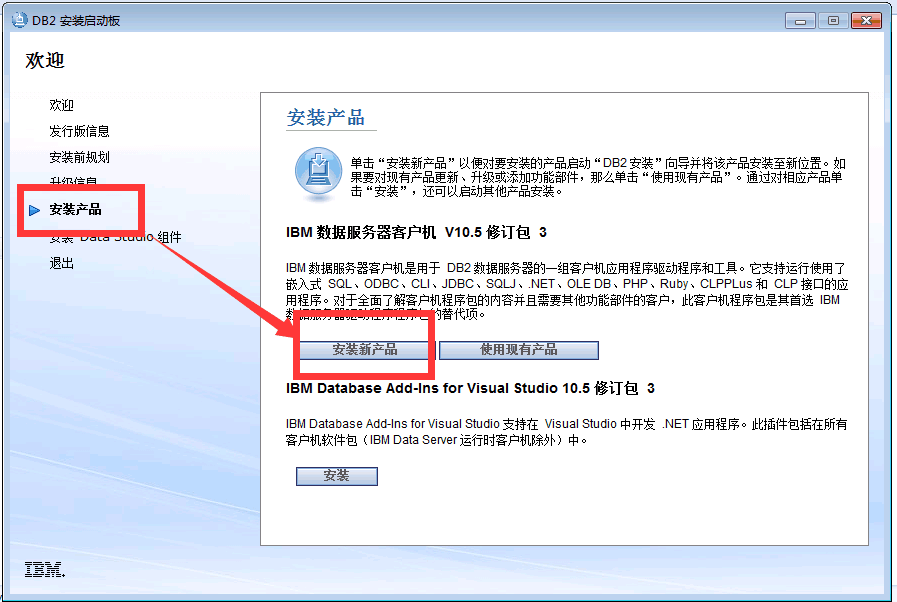 DB2 安装启动板
欢迎
欢迎
发行版信息
安装前规划
升级信息
安装产品
安装 Data Studio 组件
退出
安装产品
单击“安装新产品”以便对要安装的产品启动“DB2 安装”向导并将该产品安装至新位置。如
果要对现有产品更新、升级或添加功能部件，那么单击“使用现有产品”。通过对相应产品单
击“安装”，还可以启动其他产品安装。
IBM 数据服务器客户机 V10.5 修订包 3
IBM 数据服务器客户机是用于 DB2 数据服务器的一组客户机应用程序驱动程序和工具。它支持运行使用了
嵌入式 SQL、ODBC、CLI、JDBC、SQLJ、.NET、OLE DB、PHP、Ruby、CLPPLus 和 CLP 接口的应
用程序。对于全面了解客户机程序包的内容并且需要其他功能部件的客户，此客户机程序包是其首选 IBM
数据服务器驱动程序程序包的替代项。
安装新产品
使用现有产品
IBM Database Add-Ins for Visual Studio 10.5 修订包 3
IBM Database Add-Ins for Visual Studio 支持在 Visual Studio 中开发 .NET 应用程序。此插件包括在所有
客户机软件包（IBM Data Server 运行时客户机除外）中。
安装
IBM.